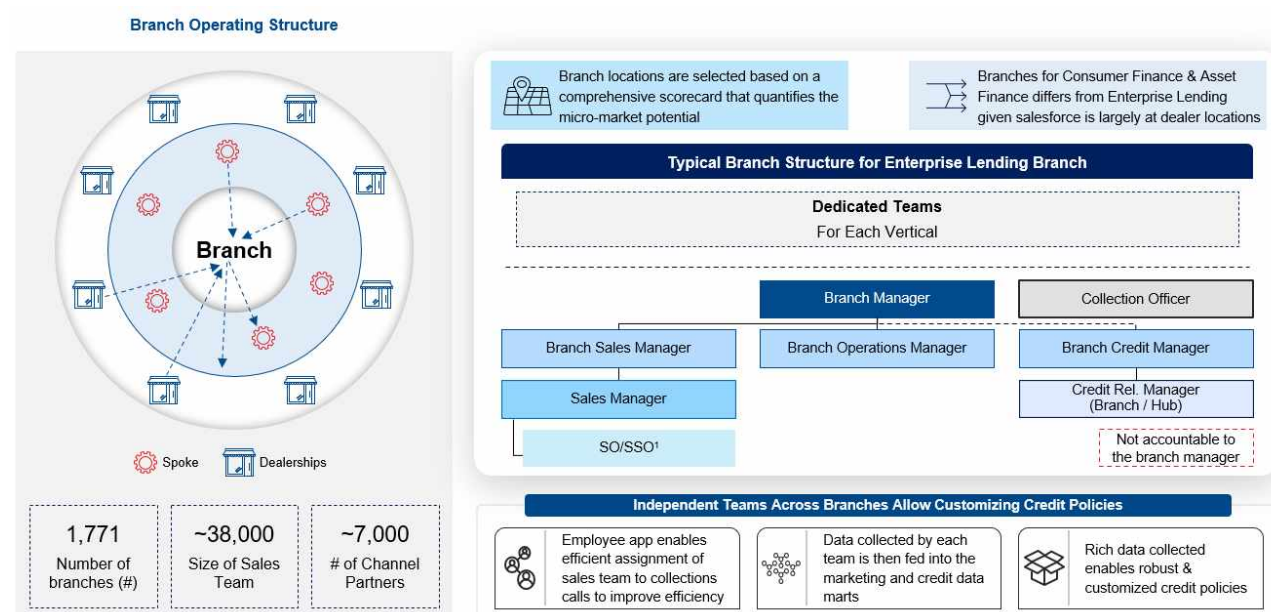 Branch Operating Structure
Branch
Spoke
Dealerships
1,771
Number of
branches (#)
~38,000
Size of Sales
Team
~7,000
# of Channel
Partners
Branch locations are selected based on a
comprehensive scorecard that quantifies the
micro-market potential
Branches for Consumer Finance & Asset
Finance differs from Enterprise Lending
given salesforce is largely at dealer locations
Typical Branch Structure for Enterprise Lending Branch
Dedicated Teams
For Each Vertical
Branch Manager
Collection Officer
Branch Sales Manager
Branch Operations Manager
Branch Credit Manager
Sales Manager
Credit Rel. Manager
(Branch / Hub)
SO/SSO¹
Not accountable to
the branch manager
Independent Teams Across Branches Allow Customizing Credit Policies
Employee app enables
efficient assignment of
sales team to collections
calls to improve efficiency
Data collected by each
team is then fed into the
marketing and credit data
marts
Rich data collected
enables robust &
customized credit policies